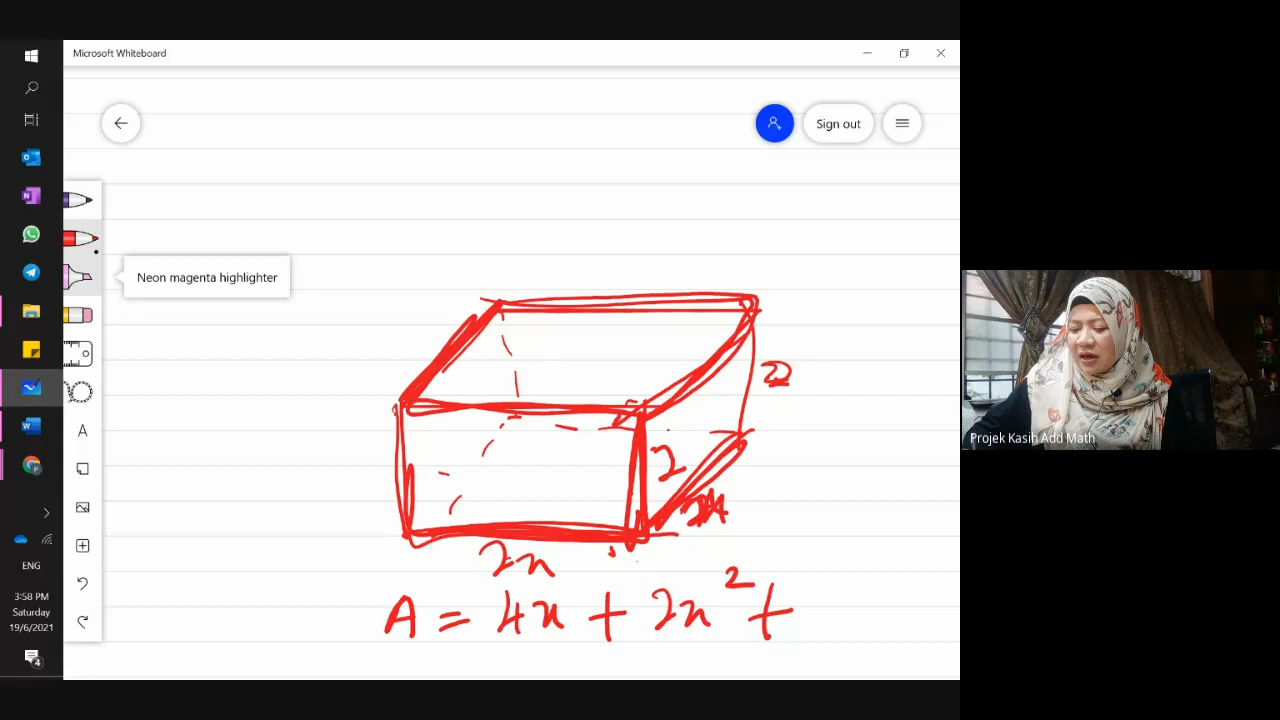 Microsoft Whiteboard
Sign out
Neon magenta highlighter
2
2x
A = 4x + 2x² +
Projek Kasih Add Math
ENG
3:58 PM
Saturday
19/6/2021
4